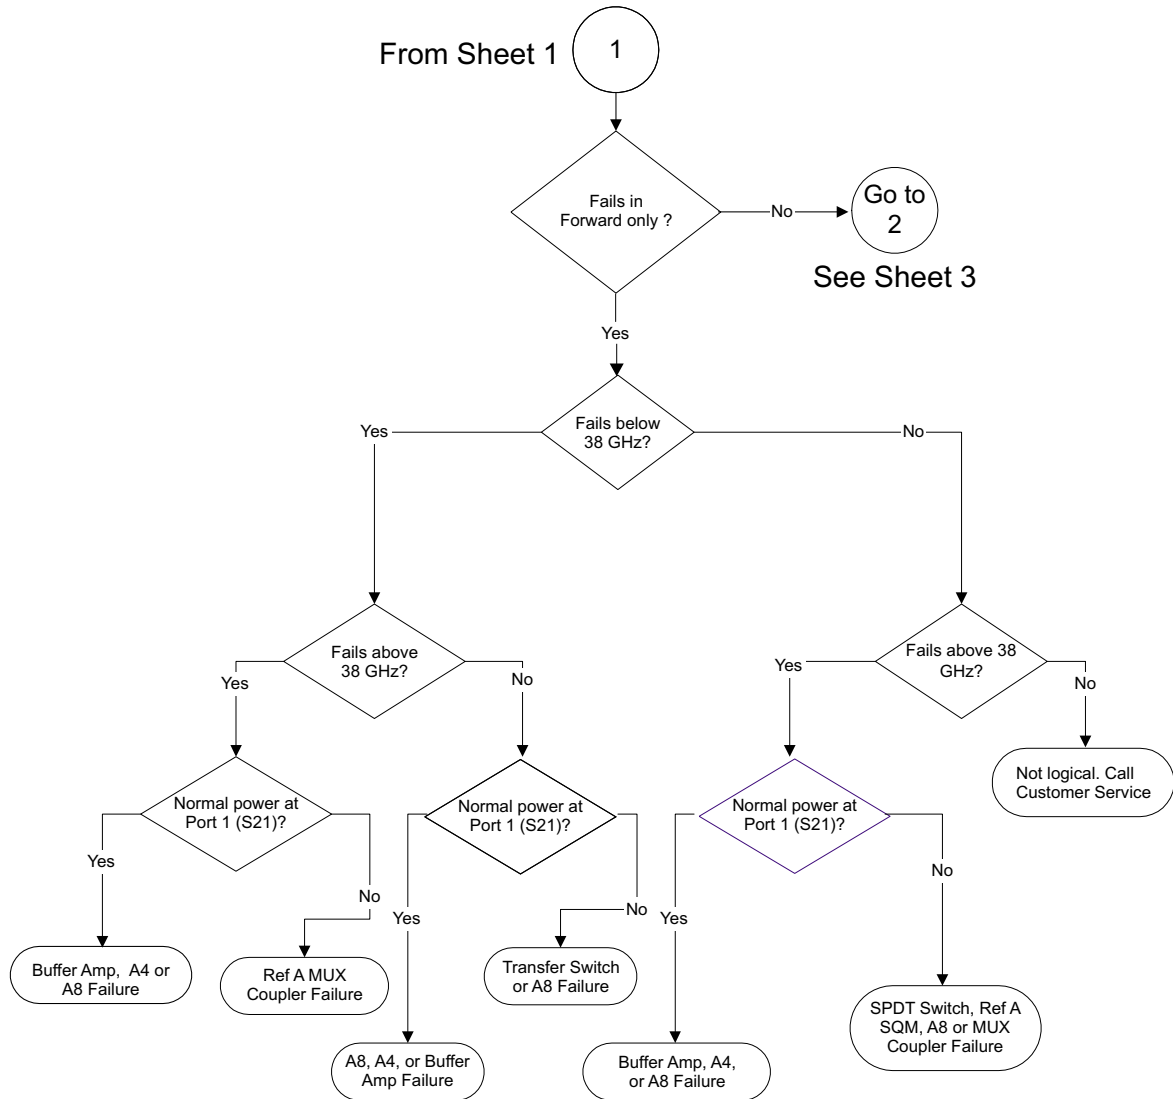 From Sheet 1
1
Fails in
Forward only ?
No
Go to
2
See Sheet 3
Yes
Fails below
38 GHz?
Yes
No
Fails above
38 GHz?
Yes
No
Fails above 38
GHz?
Yes
No
Not logical. Call
Customer Service
Normal power at
Port 1 (S21)?
Yes
No
Normal power at
Port 1 (S21)?
Yes
No
Normal power at
Port 1 (S21)?
Yes
No
Buffer Amp,  A4 or
A8 Failure
Ref A MUX
Coupler Failure
A8, A4, or Buffer
Amp Failure
Transfer Switch
or A8 Failure
Buffer Amp, A4,
or A8 Failure
SPDT Switch, Ref A
SQM, A8 or MUX
Coupler Failure